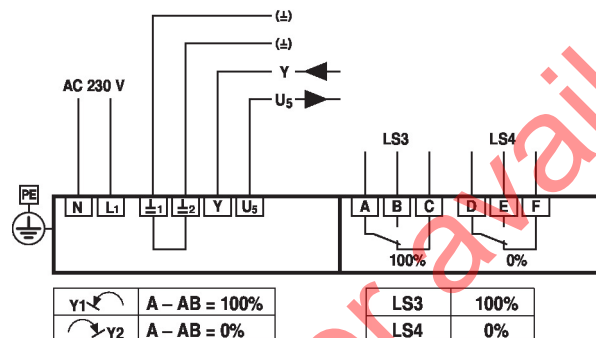 (⊥)
(⊥)
Y
U5
AC 230 V
LS3 LS4
PE
N L1 ⊥1 ⊥2 Y U5 A B C D E F
100% 0%
Y1 A – AB = 100%
Y2 A – AB = 0%
LS3 100%
LS4 0%
r avail